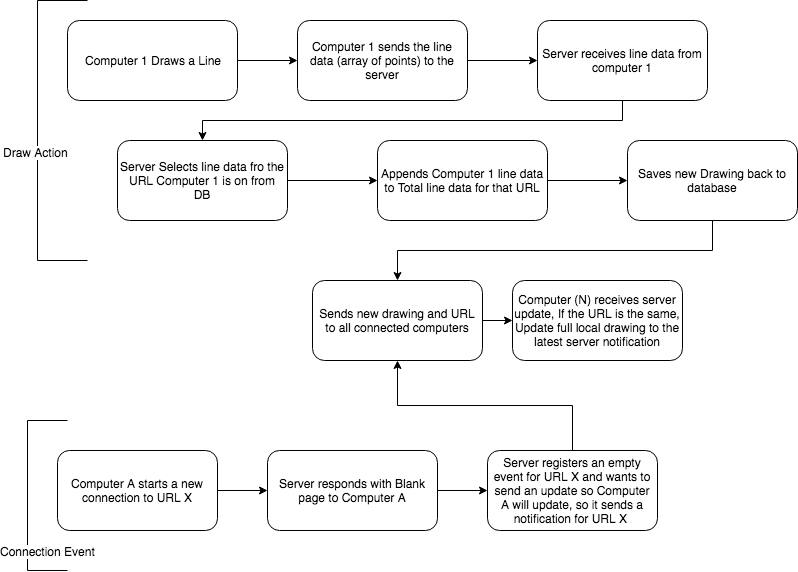 Computer 1 Draws a Line
Computer 1 sends the line
data (array of points) to the
server
Server receives line data from
computer 1
Draw Action
Server Selects line data fro the
URL Computer 1 is on from
DB
Appends Computer 1 line data
to Total line data for that URL
Saves new Drawing back to
database
Sends new drawing and URL
to all connected computers
Computer (N) receives server
update, If the URL is the same,
Update full local drawing to the
latest server notification
Computer A starts a new
connection to URL X
Server responds with Blank
page to Computer A
Server registers an empty
event for URL X and wants to
send an update so Computer
A will update, so it sends a
notification for URL X
Connection Event